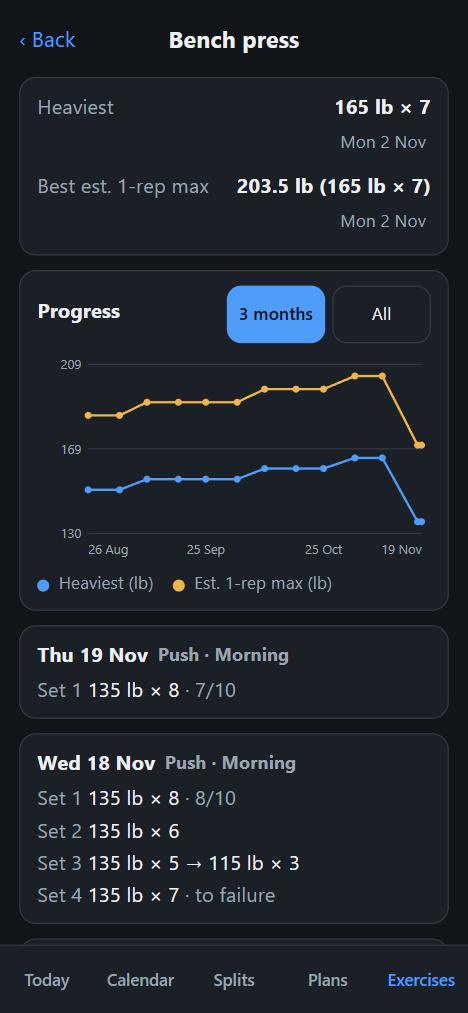 ‹ Back
Bench press
Heaviest 165 lb × 7
Mon 2 Nov
Best est. 1-rep max 203.5 lb (165 lb × 7)
Mon 2 Nov
Progress 3 months All
209
169
130
26 Aug 25 Sep 25 Oct 19 Nov
Heaviest (lb) Est. 1-rep max (lb)
Thu 19 Nov Push · Morning
Set 1 135 lb × 8 · 7/10
Wed 18 Nov Push · Morning
Set 1 135 lb × 8 · 8/10
Set 2 135 lb × 6
Set 3 135 lb × 5 → 115 lb × 3
Set 4 135 lb × 7 · to failure
Today Calendar Splits Plans Exercises